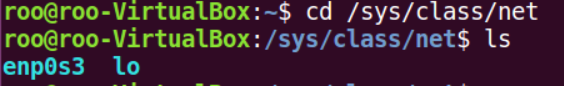 roo@roo-VirtualBox:~$ cd /sys/class/net
roo@roo-VirtualBox:/sys/class/net$ ls
enp0s3  lo